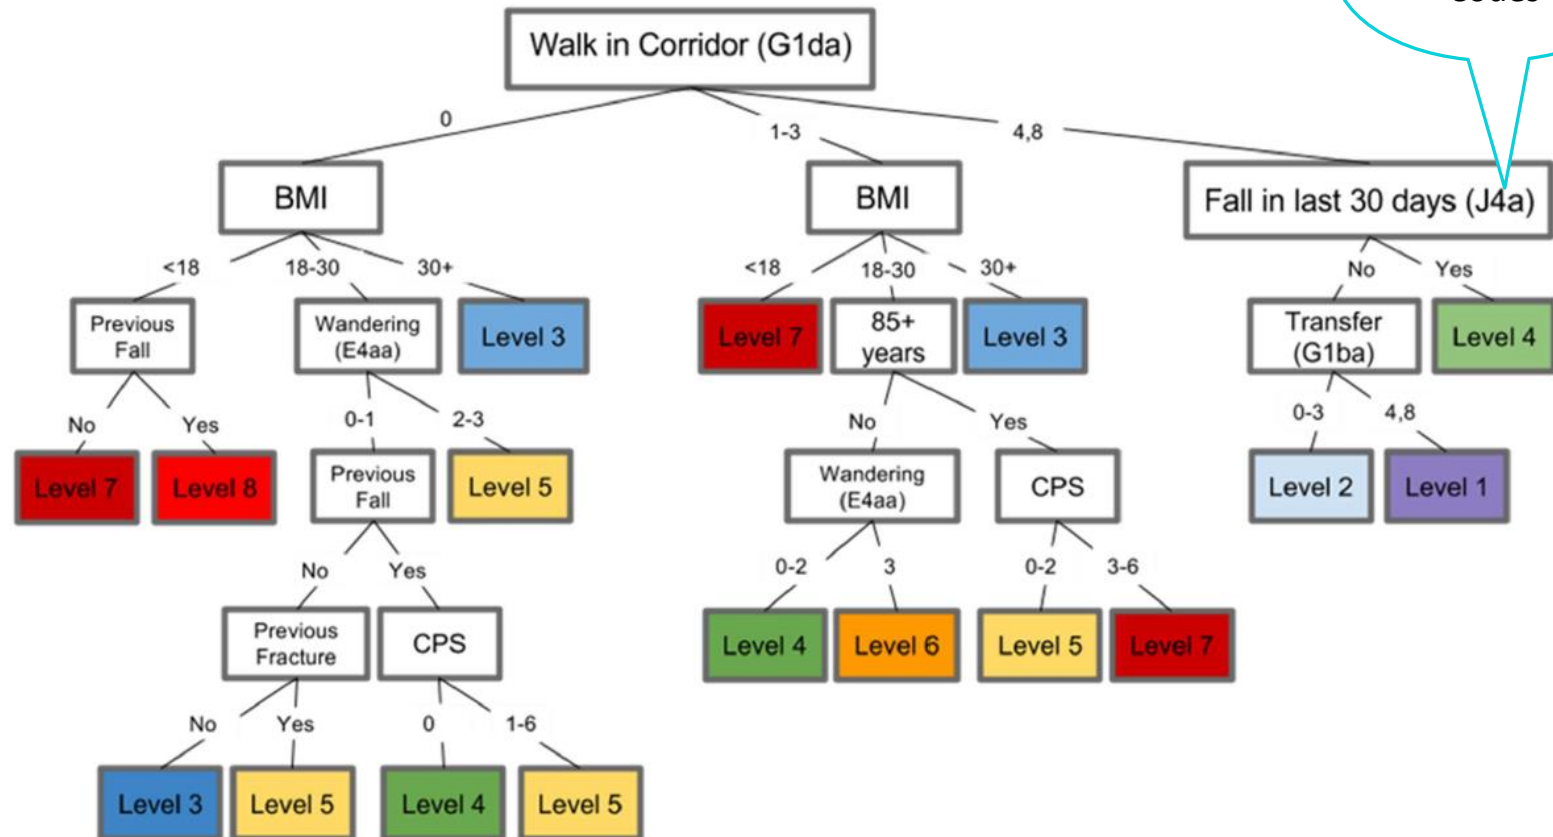 Walk in Corridor (G1da)
0
1-3
4,8
BMI
BMI
Fall in last 30 days (J4a)
<18
18-30
30+
<18
18-30
30+
No
Yes
Previous
Fall
Wandering
(E4aa)
Level 3
Level 7
85+
years
Level 3
Transfer
(G1ba)
Level 4
No
Yes
0-1
2-3
No
Yes
0-3
4,8
Level 7
Level 8
Previous
Fall
Level 5
Wandering
(E4aa)
CPS
Level 2
Level 1
No
Yes
0-2
3
0-2
3-6
Previous
Fracture
CPS
Level 4
Level 6
Level 5
Level 7
No
Yes
0
1-6
Level 3
Level 5
Level 4
Level 5